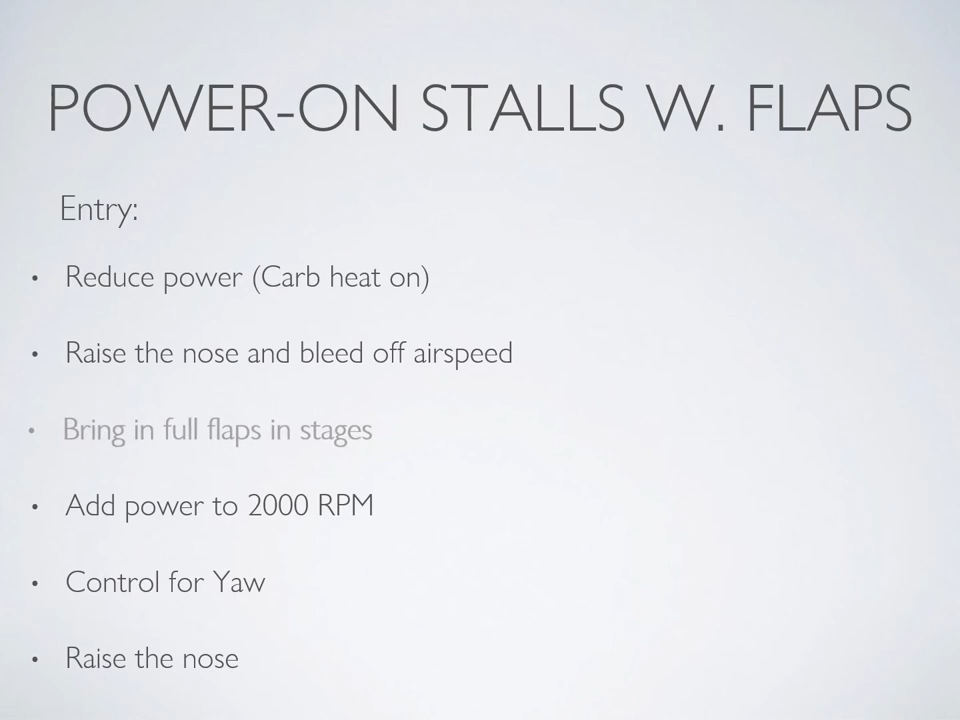 POWER-ON STALLS W. FLAPS
Entry:
• Reduce power (Carb heat on)
• Raise the nose and bleed off airspeed
• Bring in full flaps in stages
• Add power to 2000 RPM
• Control for Yaw
• Raise the nose